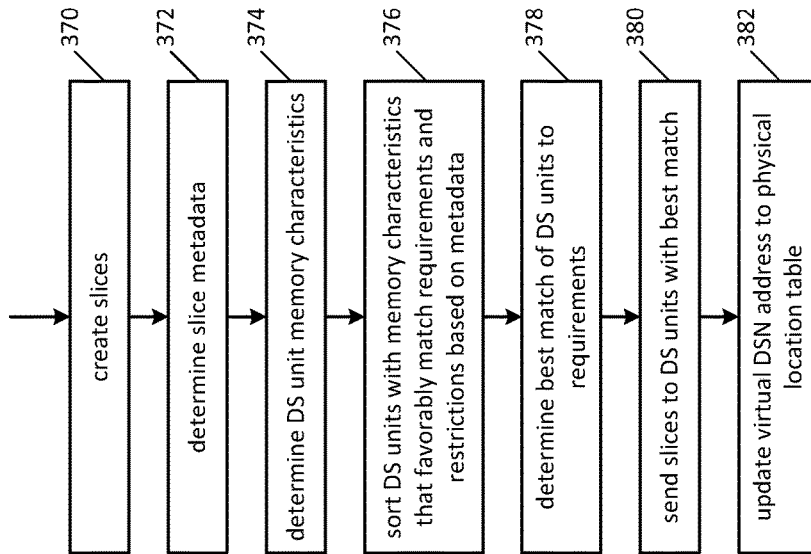 create slices
370
determine slice metadata
372
determine DS unit memory characteristics
374
sort DS units with memory characteristics
that favorably match requirements and
restrictions based on metadata
376
determine best match of DS units to
requirements
378
send slices to DS units with best match
380
update virtual DSN address to physical
location table
382